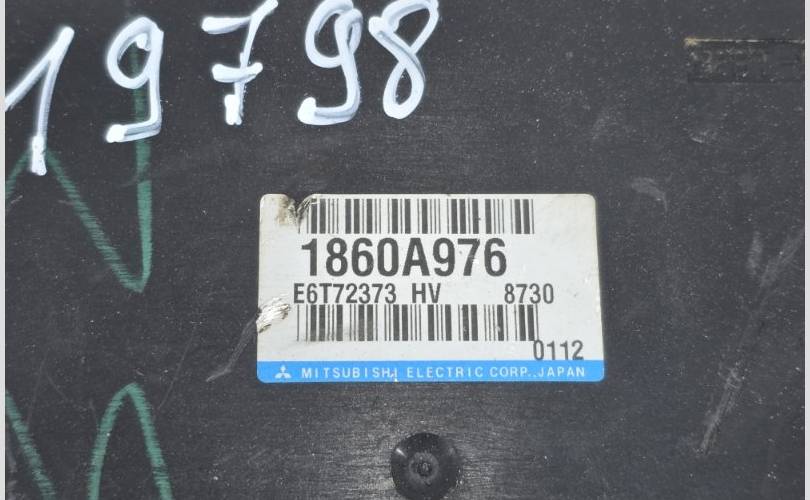 19798
1860A976
E6T72373 HV 8730
0112
MITSUBISHI ELECTRIC CORP., JAPAN